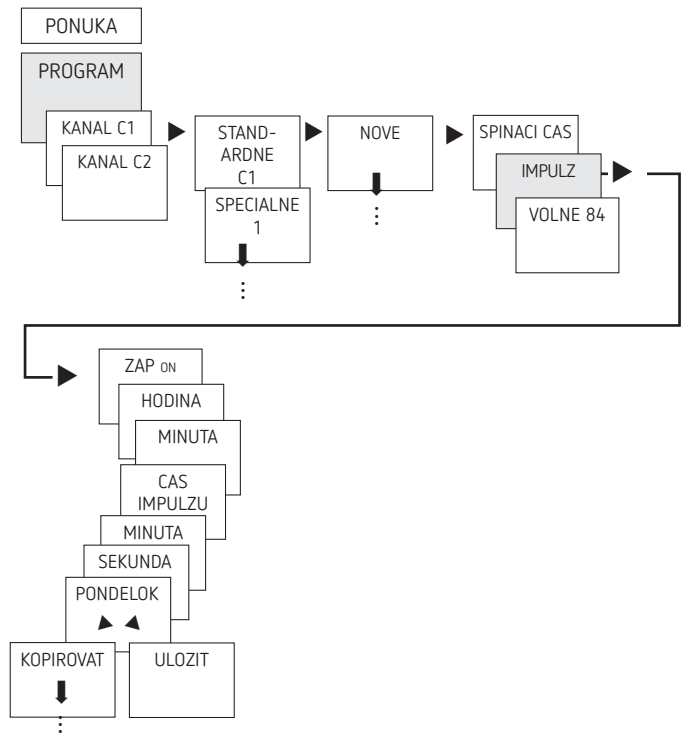 PONUKA
PROGRAM
KANAL C1
KANAL C2
STAND-
ARDNE
C1
SPECIALNE
1
NOVE
SPINACI CAS
IMPULZ
VOLNE 84
ZAP ON
HODINA
MINUTA
CAS
IMPULZU
MINUTA
SEKUNDA
PONDELOK
KOPIROVAT
ULOZIT